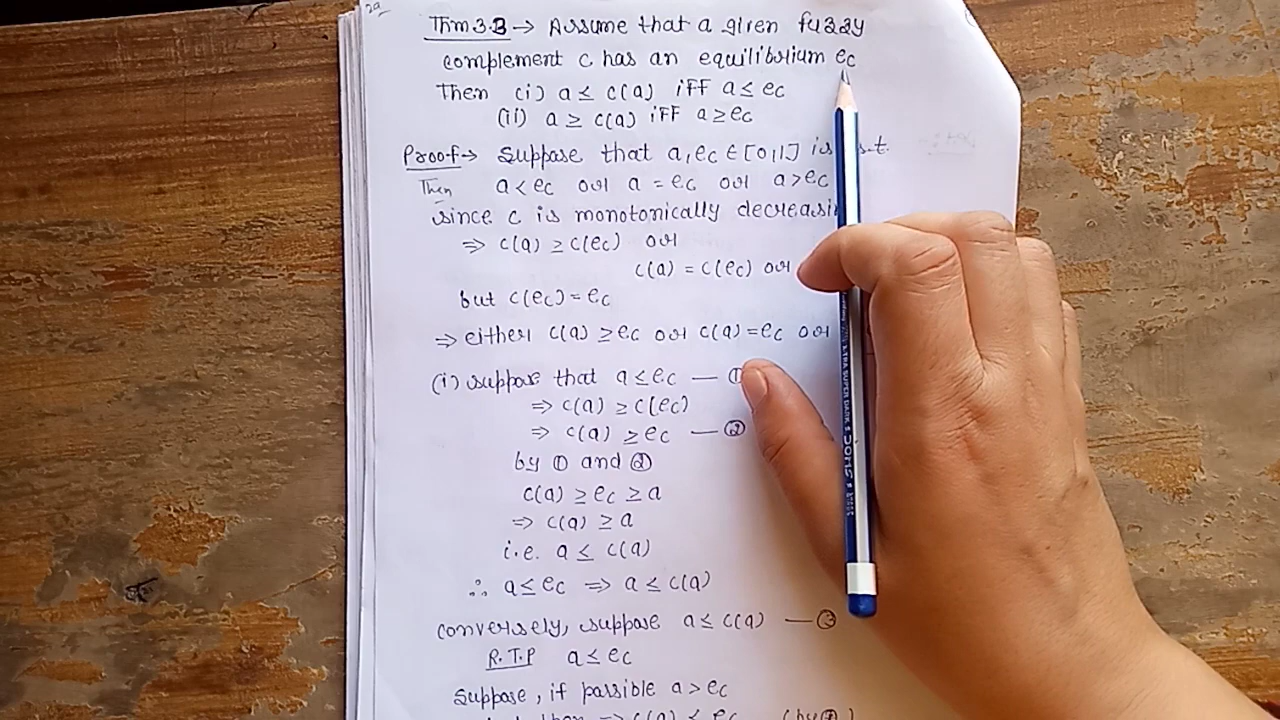 29
Thm 3.3 → Assume that a given fuzzy
complement c has an equilibrium ec
Then (i) a ≤ c(a) iff a ≤ ec
(ii) a ≥ c(a) iff a ≥ ec
Proof → Suppose that a, ec ∈ [0,1] is s.t.
Then a < ec or a = ec or a > ec
since c is monotonically decreasi
⇒ c(a) ≥ c(ec) or
c(a) = c(ec) or
but c(ec) = ec
⇒ either c(a) ≥ ec or c(a) = ec or
(i) suppose that a ≤ ec — ①
⇒ c(a) ≥ c(ec)
⇒ c(a) ≥ ec — ②
by ① and ②
c(a) ≥ ec ≥ a
⇒ c(a) ≥ a
i.e. a ≤ c(a)
∴ a ≤ ec ⇒ a ≤ c(a)
conversely, suppose a ≤ c(a) — ③
R.T.P a ≤ ec
Suppose, if possible a > ec